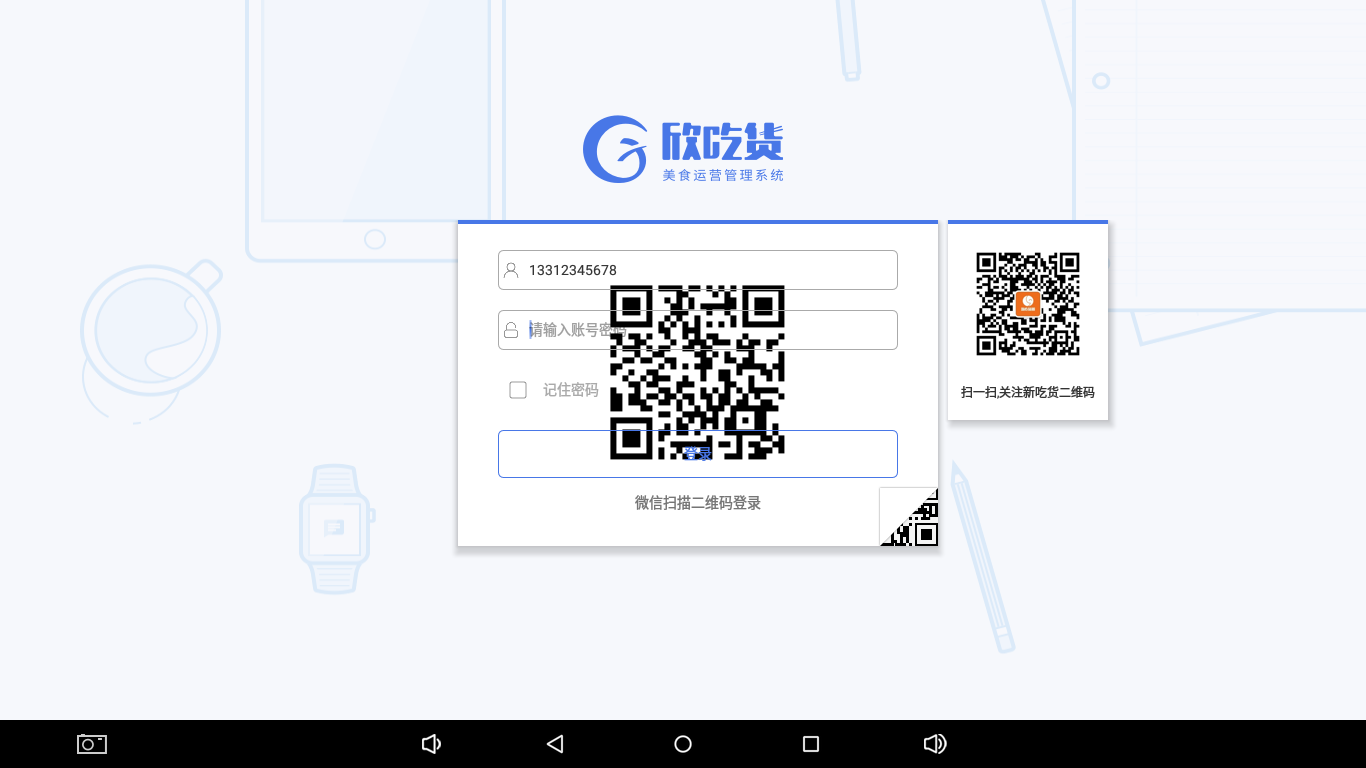 欣吃货
美食运营管理系统
13312345678
请输入账号密码
记住密码
登录
微信扫描二维码登录
扫一扫,关注新吃货二维码